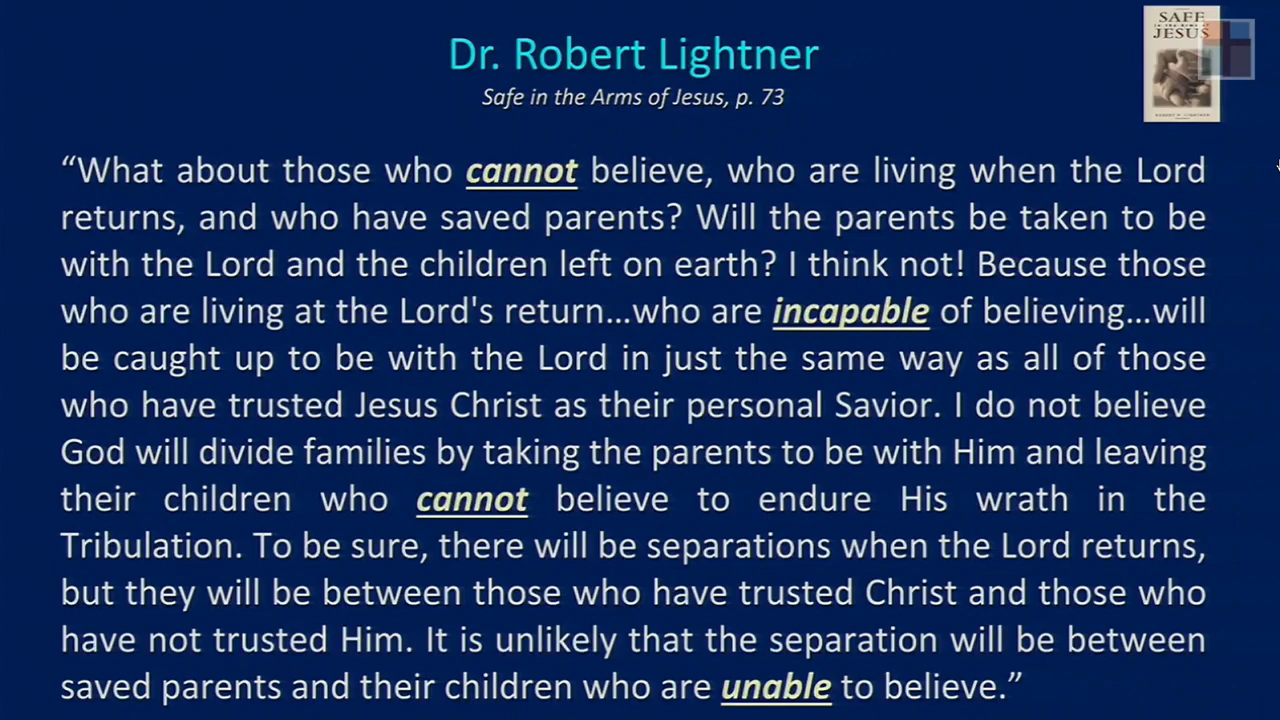 Dr. Robert Lightner
Safe in the Arms of Jesus, p. 73
SAFE
JESUS
“What about those who cannot believe, who are living when the Lord
returns, and who have saved parents? Will the parents be taken to be
with the Lord and the children left on earth? I think not! Because those
who are living at the Lord's return…who are incapable of believing…will
be caught up to be with the Lord in just the same way as all of those
who have trusted Jesus Christ as their personal Savior. I do not believe
God will divide families by taking the parents to be with Him and leaving
their children who cannot believe to endure His wrath in the
Tribulation. To be sure, there will be separations when the Lord returns,
but they will be between those who have trusted Christ and those who
have not trusted Him. It is unlikely that the separation will be between
saved parents and their children who are unable to believe.”